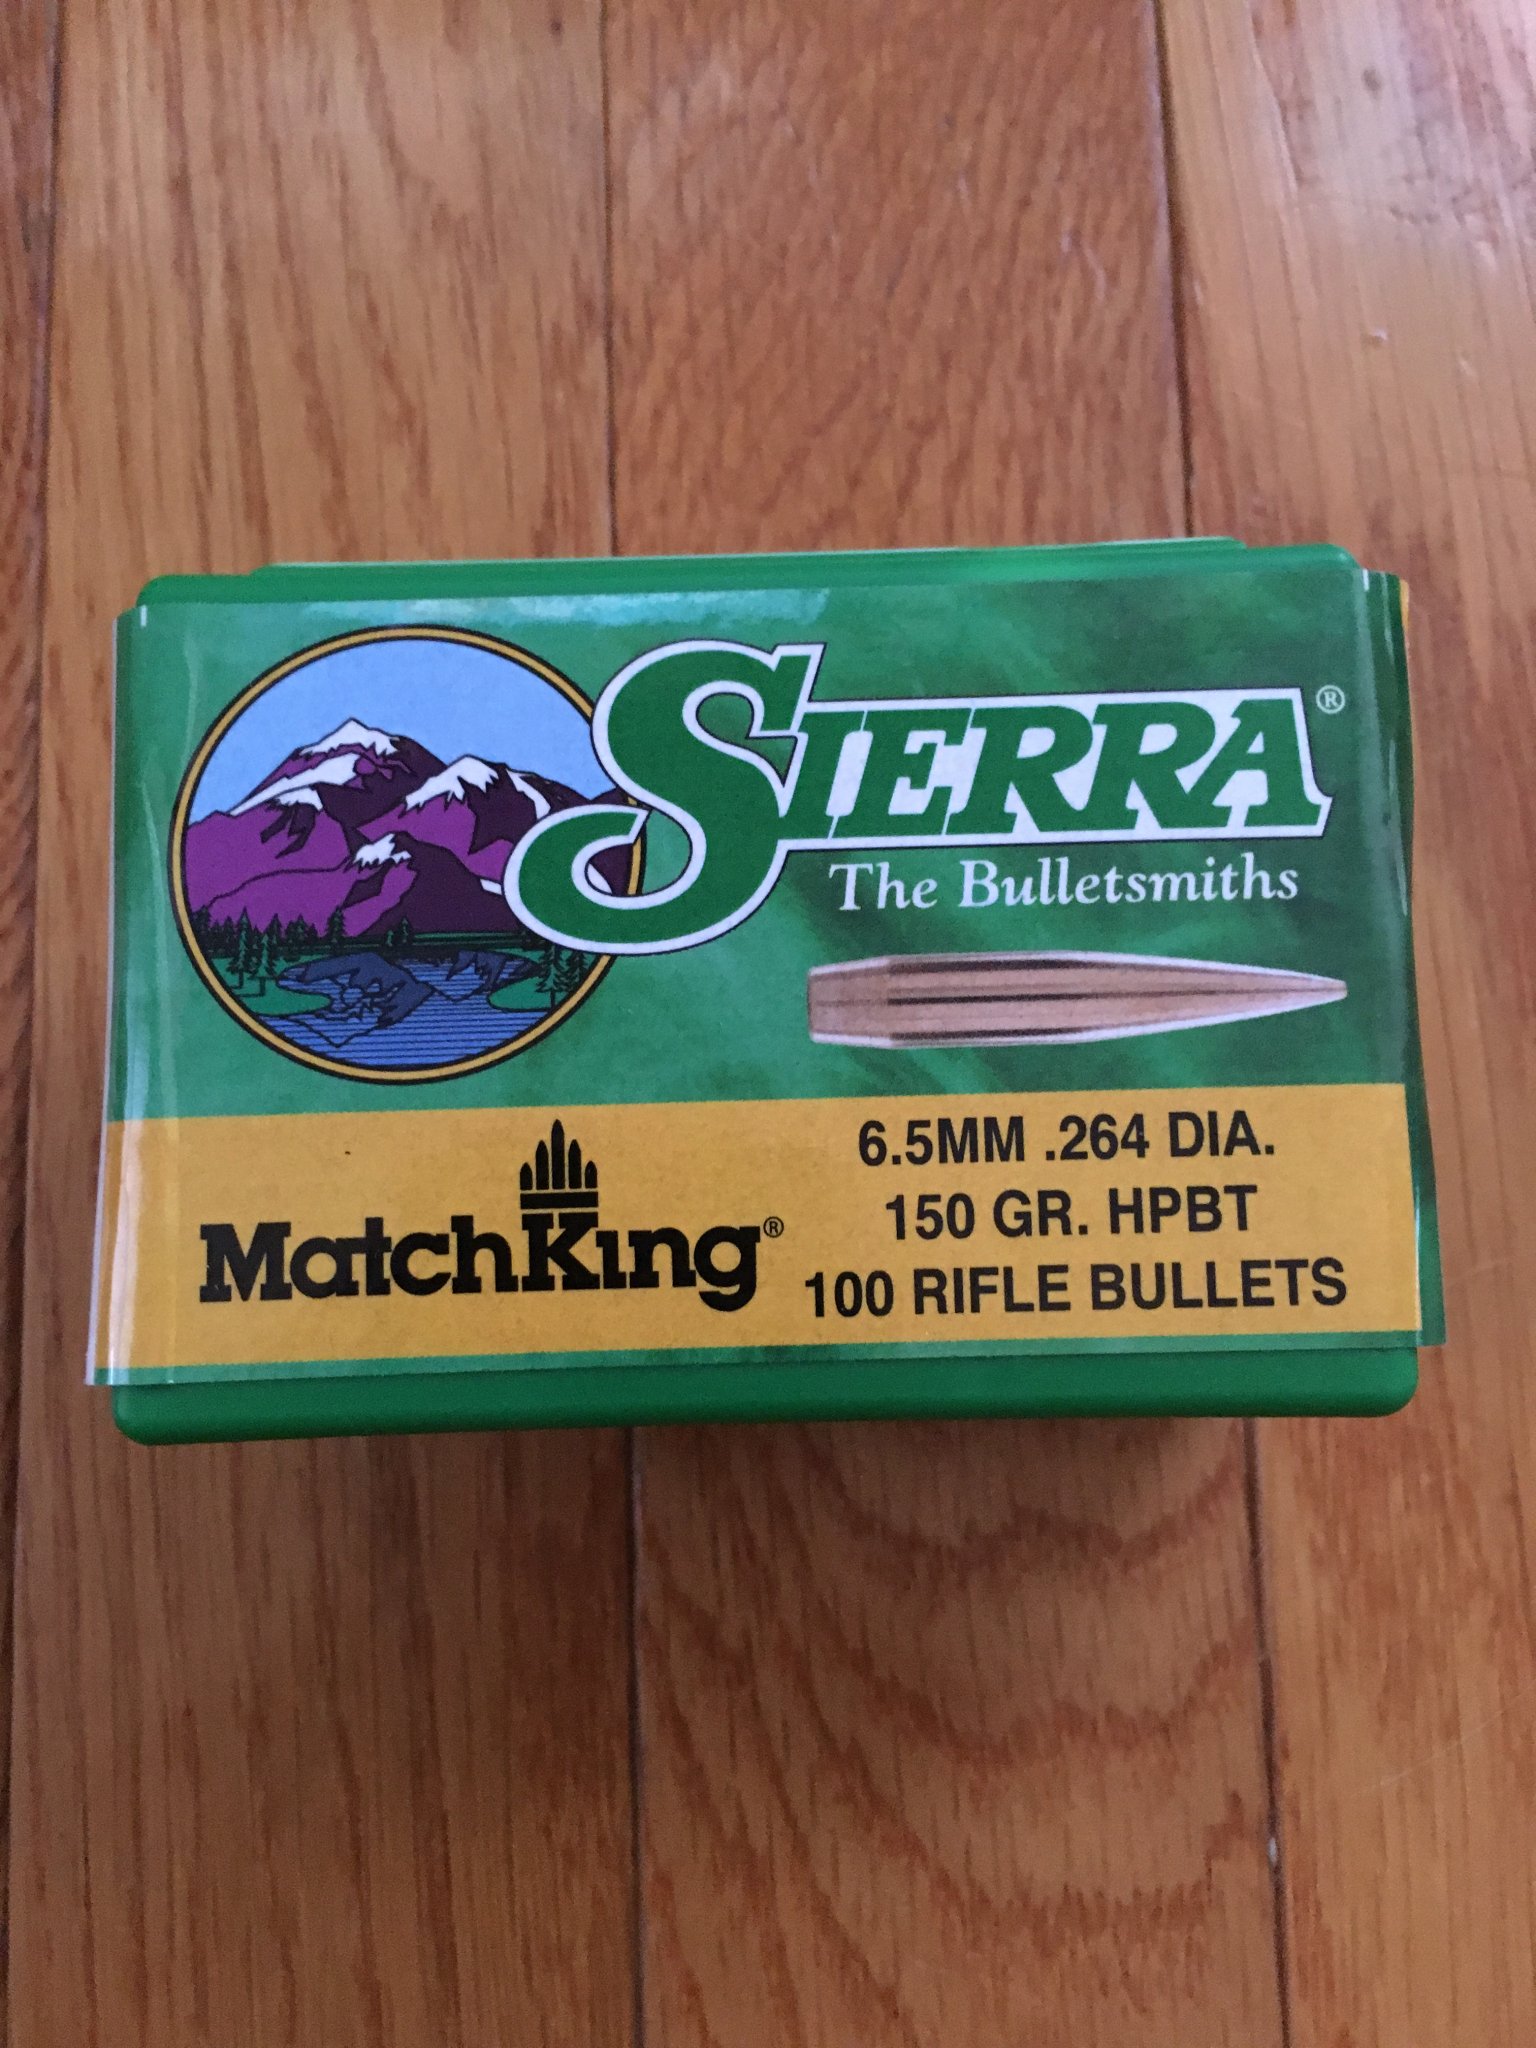 SIERRA®
The Bulletsmiths
MatchKing®
6.5MM .264 DIA.
150 GR. HPBT
100 RIFLE BULLETS